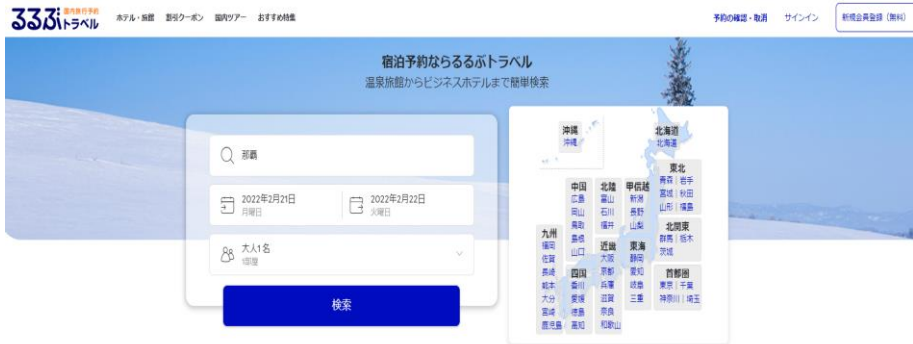 るるぶトラベル
国内旅行予約
ホテル・旅館 割引クーポン 国内ツアー おすすめ特集
予約の確認・取消 サインイン 新規会員登録（無料）
宿泊予約ならるるぶトラベル
温泉旅館からビジネスホテルまで簡単検索
那覇
2022年2月21日
月曜日
2022年2月22日
火曜日
大人1名
1部屋
検索
沖縄
沖縄
北海道
北海道
東北
青森｜岩手
宮城｜秋田
山形｜福島
北関東
群馬｜栃木
茨城
首都圏
東京｜千葉
神奈川｜埼玉
甲信越
新潟
長野
山梨
東海
静岡
愛知
岐阜
三重
北陸
富山
石川
福井
近畿
大阪
京都
兵庫
滋賀
奈良
和歌山
中国
広島
岡山
鳥取
島根
山口
四国
香川
愛媛
徳島
高知
九州
福岡
佐賀
長崎
熊本
大分
宮崎
鹿児島